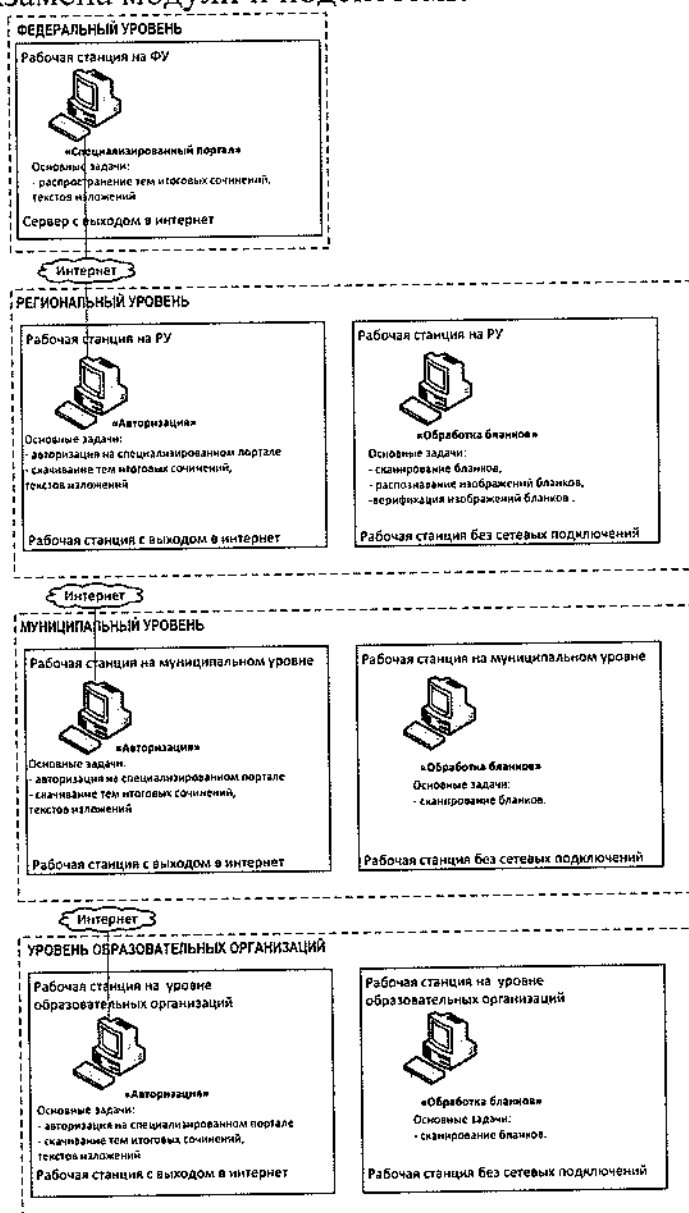 замена модули и подсистемы:
ФЕДЕРАЛЬНЫЙ УРОВЕНЬ
Рабочая станция на ФУ
«Специализированный портал»
Основные задачи:
- распространение тем итоговых сочинений,
текстов изложений
Сервер с выходом в интернет
Интернет
РЕГИОНАЛЬНЫЙ УРОВЕНЬ
Рабочая станция на РУ
«Авторизация»
Основные задачи:
- авторизация на специализированном портале
- скачивание тем итоговых сочинений,
текстов изложений
Рабочая станция с выходом в интернет
Рабочая станция на РУ
«Обработка бланков»
Основные задачи:
- сканирование бланков,
- распознавание изображений бланков,
-верификация изображений бланков .
Рабочая станция без сетевых подключений
Интернет
МУНИЦИПАЛЬНЫЙ УРОВЕНЬ
Рабочая станция на муниципальном уровне
«Авторизация»
Основные задачи:
- авторизация на специализированном портале
- скачивание тем итоговых сочинений,
текстов изложений
Рабочая станция с выходом в интернет
Рабочая станция на муниципальном уровне
«Обработка бланков»
Основные задачи:
- сканирование бланков.
Рабочая станция без сетевых подключений
Интернет
УРОВЕНЬ ОБРАЗОВАТЕЛЬНЫХ ОРГАНИЗАЦИЙ
Рабочая станция на уровне
образовательных организаций
«Авторизация»
Основные задачи:
- авторизация на специализированном портале
- скачивание тем итоговых сочинений,
текстов изложений
Рабочая станция с выходом в интернет
Рабочая станция на уровне
образовательных организаций
«Обработка бланков»
Основные задачи:
- сканирование бланков.
Рабочая станция без сетевых подключений